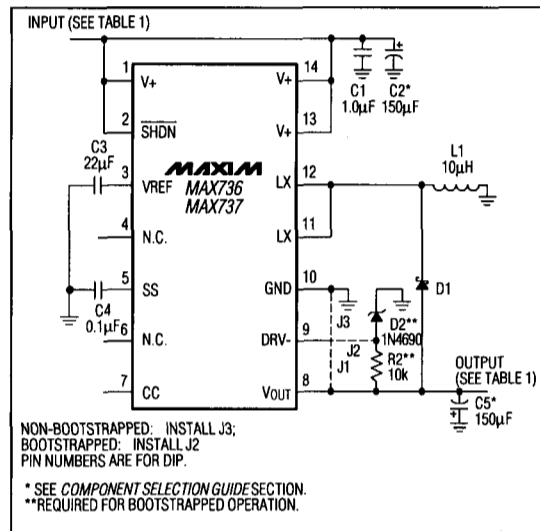 INPUT (SEE TABLE 1)
1
V+
14
V+
C1
1.0µF
C2*
150µF
2
SHDN
13
V+
C3
22µF
MAXIM
MAX736
MAX737
3
VREF
12
LX
L1
10µH
4
N.C.
11
LX
5
SS
10
GND
D1
C4
0.1µF
J3
D2**
1N4690
6
N.C.
9
DRV-
J2
J1
R2**
10k
OUTPUT
(SEE TABLE 1)
7
CC
8
VOUT
C5*
150µF
NON-BOOTSTRAPPED: INSTALL J3;
BOOTSTRAPPED: INSTALL J2
PIN NUMBERS ARE FOR DIP.
* SEE COMPONENT SELECTION GUIDE SECTION.
**REQUIRED FOR BOOTSTRAPPED OPERATION.